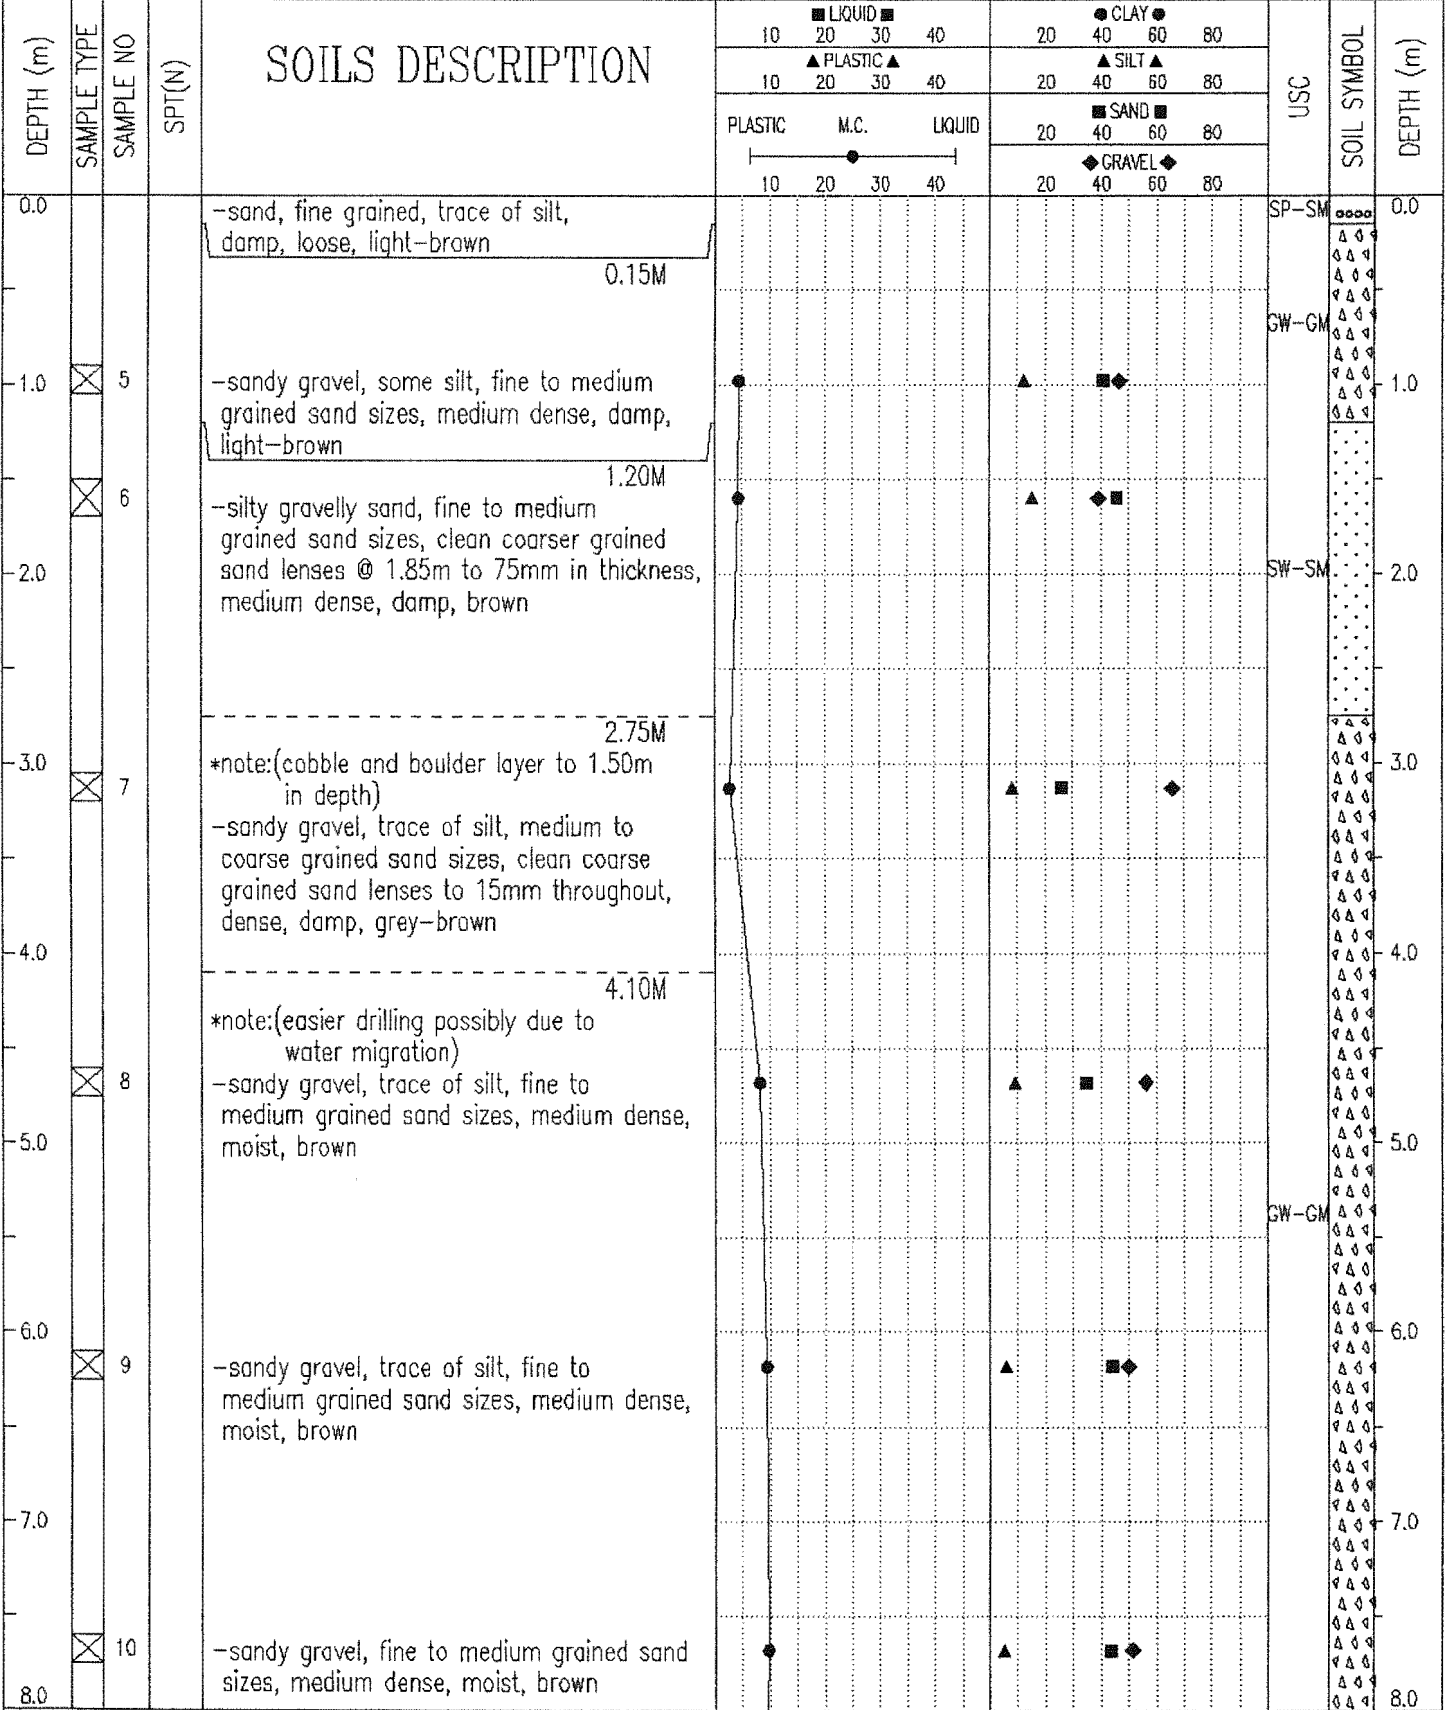 DEPTH (m)
SAMPLE TYPE
SAMPLE NO
SPT(N)
SOILS DESCRIPTION
■ LIQUID ■
10 20 30 40
▲ PLASTIC ▲
10 20 30 40
PLASTIC M.C. LIQUID
10 20 30 40
● CLAY ●
20 40 60 80
▲ SILT ▲
20 40 60 80
■ SAND ■
20 40 60 80
◆ GRAVEL ◆
20 40 60 80
USC
SOIL SYMBOL
DEPTH (m)
0.0
-sand, fine grained, trace of silt,
damp, loose, light-brown
SP-SM
0.0
0.15M
GW-GM
1.0
5
-sandy gravel, some silt, fine to medium
grained sand sizes, medium dense, damp,
light-brown
1.0
1.20M
6
-silty gravelly sand, fine to medium
grained sand sizes, clean coarser grained
sand lenses @ 1.85m to 75mm in thickness,
medium dense, damp, brown
2.0
SW-SM
2.0
2.75M
3.0
*note:(cobble and boulder layer to 1.50m
in depth)
3.0
7
-sandy gravel, trace of silt, medium to
coarse grained sand sizes, clean coarse
grained sand lenses to 15mm throughout,
dense, damp, grey-brown
4.0
4.0
4.10M
*note:(easier drilling possibly due to
water migration)
8
-sandy gravel, trace of silt, fine to
medium grained sand sizes, medium dense,
moist, brown
5.0
5.0
GW-GM
6.0
6.0
9
-sandy gravel, trace of silt, fine to
medium grained sand sizes, medium dense,
moist, brown
7.0
7.0
10
-sandy gravel, fine to medium grained sand
sizes, medium dense, moist, brown
8.0
8.0